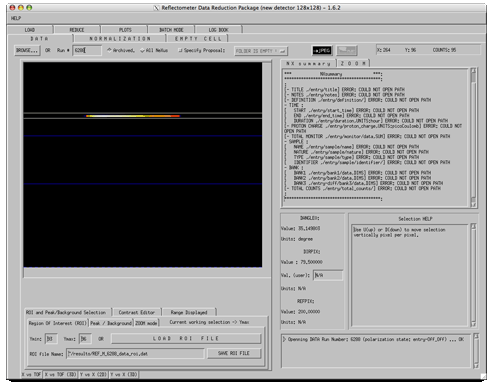 Reflectometer Data Reduction Package (new detector 128x128) - 1.6.2
HELP
LOAD REDUCE PLOTS BATCH MODE LOG BOOK
DATA NORMALIZATION EMPTY CELL
BROWSE... OR Run # 6288 Archived. All NeXus Specify Proposal: FOLDER IS EMPTY .JPEG X: 264 Y: 96 COUNTS: 95
NX summary ZOOM
*** NXsummary ***;
**********************************;
[- TITLE ./entry/title] ERROR; COULD NOT OPEN PATH
[- NOTES ./entry/notes] ERROR; COULD NOT OPEN PATH
[- DEFINITION ./entry/definition/] ERROR; COULD NOT OPEN PATH
- TIME :
[ START ./entry/start_time] ERROR; COULD NOT OPEN PATH
[ END ./entry/end_time] ERROR; COULD NOT OPEN PATH
[ DURATION ./entry/duration,UNITS|hour] ERROR; COULD NOT OPEN PATH
[- PROTON CHARGE ./entry/proton_charge,UNITS|picoCoulomb] ERROR; COULD NOT OPEN PATH
[- TOTAL MONITOR ./entry/monitor/data,SUM] ERROR; COULD NOT OPEN PATH
- SAMPLE :
[ NAME ./entry/sample/name] ERROR; COULD NOT OPEN PATH
[ NATURE ./entry/sample/nature] ERROR; COULD NOT OPEN PATH
[ TYPE ./entry/sample/type] ERROR; COULD NOT OPEN PATH
[ IDENTIFIER ./entry/sample/identifier/] ERROR; COULD NOT OPEN PATH
- BANK :
[ BANK1 ./entry/bank1/data,DIMS] ERROR; COULD NOT OPEN PATH
[ BANK2 ./entry/bank2/data,DIMS] ERROR; COULD NOT OPEN PATH
[ BANK3 ./entry-diff/bank3/data,DIMS] ERROR; COULD NOT OPEN PATH
[- TOTAL COUNTS ./entry/total_counts/] ERROR; COULD NOT OPEN PATH
DANGLE0:
Units: degree
DIRPIX:
Value : 79.500000
Val. (user): N/A
Units: N/A
REFPIX:
Value: 200.00000
Units: N/A
Selection HELP
Use U(up) or D(down) to move selection
vertically pixel per pixel.
ROI and Peak/Background Selection Contrast Editor Range Displayed
Region Of Interest (ROI) Peak / Background ZOOM mode Current working selection -> Ymax
Ymin: Ymax: 96 OR LOAD ROI FILE
ROI file Name: ~/results/REF_M_6288_data_roi.dat SAVE ROI FILE
Y vs TOF Y vs TOF (3D) Y vs X (2D) Y vs X (3D)
> Openning DATA Run Number: 6288 (polarization state: entry-Off_Off) ... OK